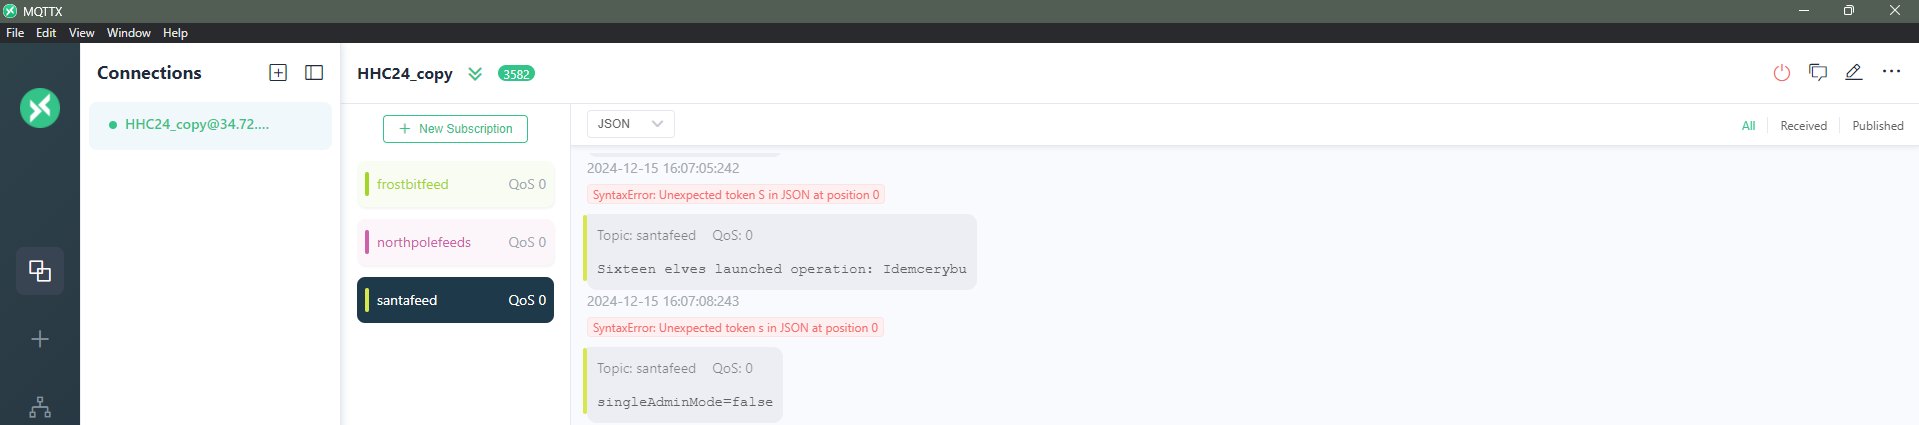 MQTTX
File Edit View Window Help
Connections
HHC24_copy@34.72....
HHC24_copy 3582
+ New Subscription
frostbitfeed QoS 0
northpolefeeds QoS 0
santafeed QoS 0
JSON
All Received Published
2024-12-15 16:07:05:242
SyntaxError: Unexpected token S in JSON at position 0
Topic: santafeed QoS: 0
Sixteen elves launched operation: Idemcerybu
2024-12-15 16:07:08:243
SyntaxError: Unexpected token s in JSON at position 0
Topic: santafeed QoS: 0
singleAdminMode=false